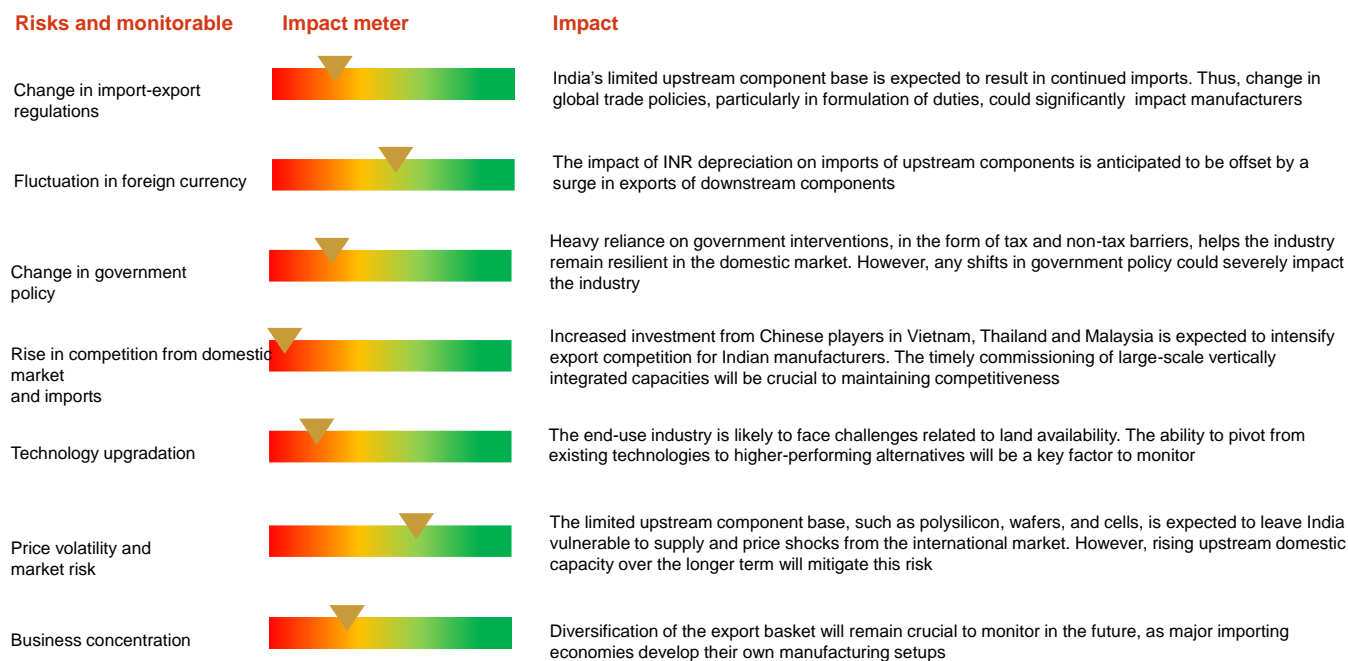 Risks and monitorable
Impact meter
Impact
Change in import-export
regulations
India’s limited upstream component base is expected to result in continued imports. Thus, change in
global trade policies, particularly in formulation of duties, could significantly  impact manufacturers
Fluctuation in foreign currency
The impact of INR depreciation on imports of upstream components is anticipated to be offset by a
surge in exports of downstream components
Change in government
policy
Heavy reliance on government interventions, in the form of tax and non-tax barriers, helps the industry
remain resilient in the domestic market. However, any shifts in government policy could severely impact
the industry
Rise in competition from domestic
market
and imports
Increased investment from Chinese players in Vietnam, Thailand and Malaysia is expected to intensify
export competition for Indian manufacturers. The timely commissioning of large-scale vertically
integrated capacities will be crucial to maintaining competitiveness
Technology upgradation
The end-use industry is likely to face challenges related to land availability. The ability to pivot from
existing technologies to higher-performing alternatives will be a key factor to monitor
Price volatility and
market risk
The limited upstream component base, such as polysilicon, wafers, and cells, is expected to leave India
vulnerable to supply and price shocks from the international market. However, rising upstream domestic
capacity over the longer term will mitigate this risk
Business concentration
Diversification of the export basket will remain crucial to monitor in the future, as major importing
economies develop their own manufacturing setups